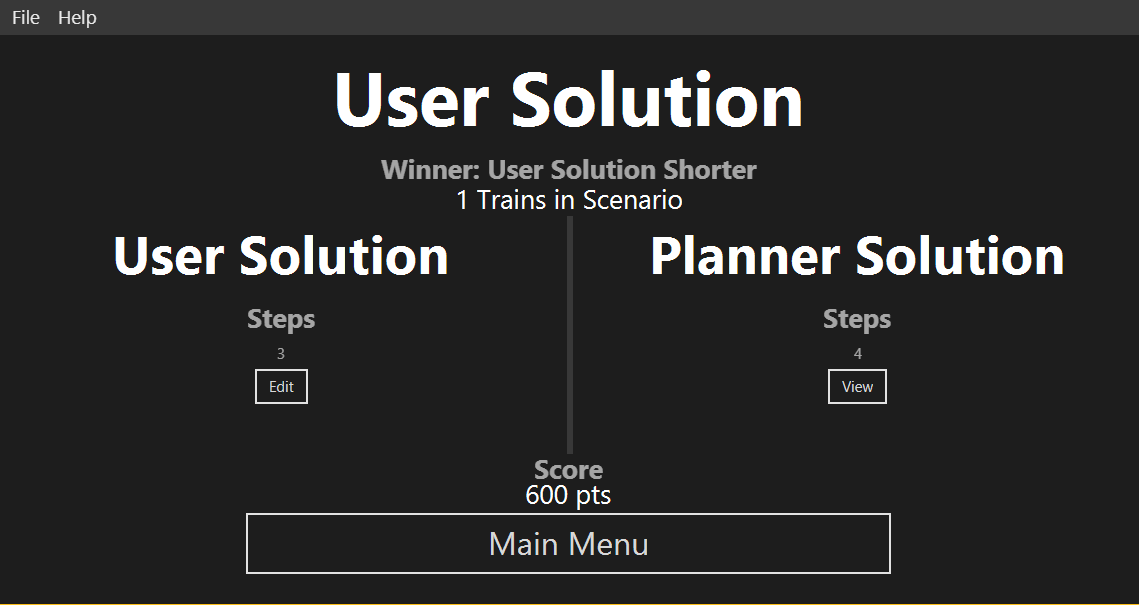 File Help
User Solution
Winner: User Solution Shorter
1 Trains in Scenario
User Solution
Steps
3
Edit
Planner Solution
Steps
4
View
Score
600 pts
Main Menu